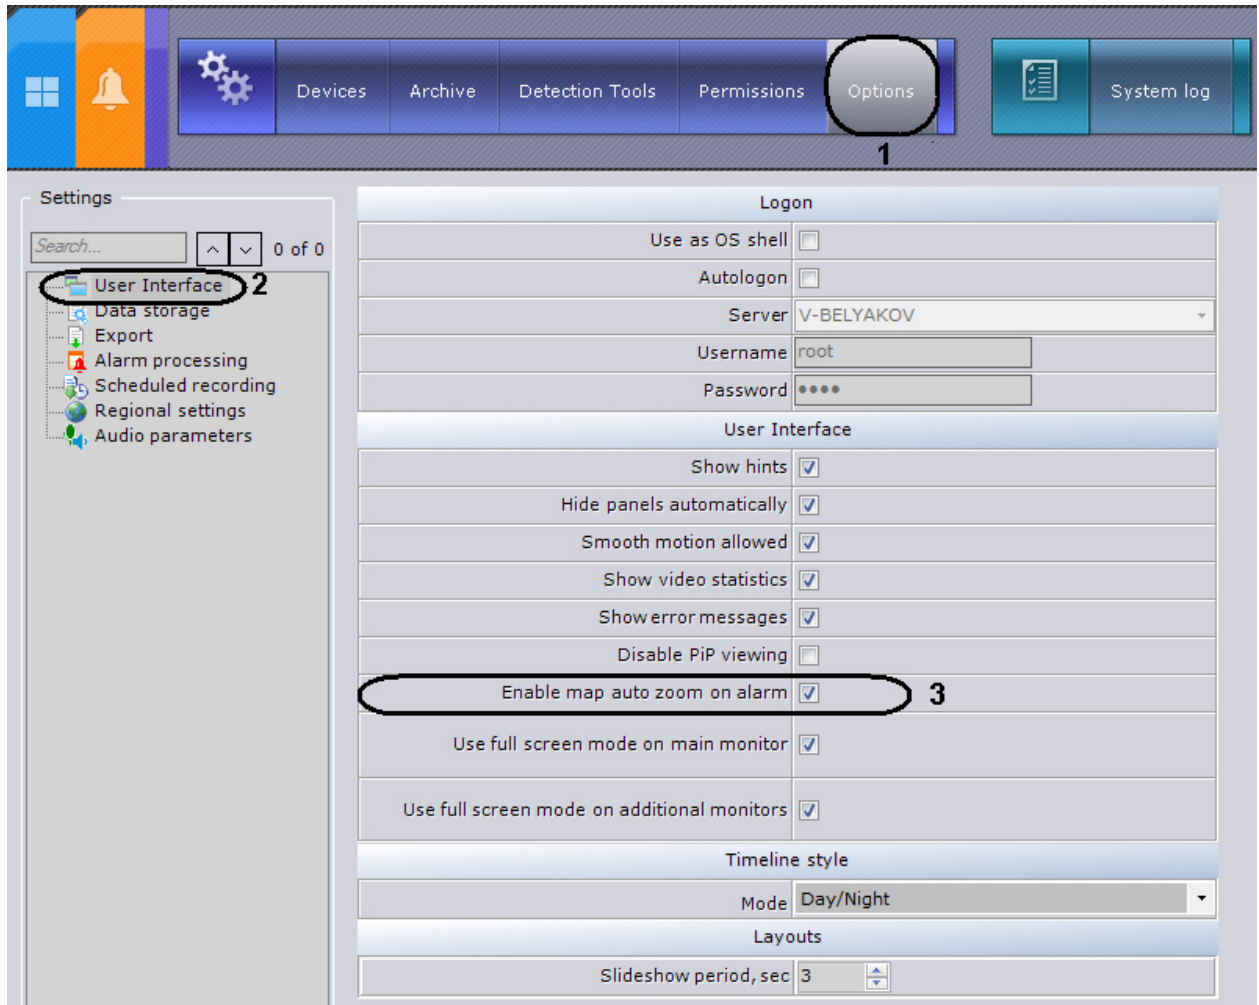 Devices Archive Detection Tools Permissions Options System log
1
Settings
Search... 0 of 0
User Interface 2
Data storage
Export
Alarm processing
Scheduled recording
Regional settings
Audio parameters
Logon
Use as OS shell
Autologon
Server V-BELYAKOV
Username root
Password ••••
User Interface
Show hints
Hide panels automatically
Smooth motion allowed
Show video statistics
Show error messages
Disable PiP viewing
Enable map auto zoom on alarm 3
Use full screen mode on main monitor
Use full screen mode on additional monitors
Timeline style
Mode Day/Night
Layouts
Slideshow period, sec 3